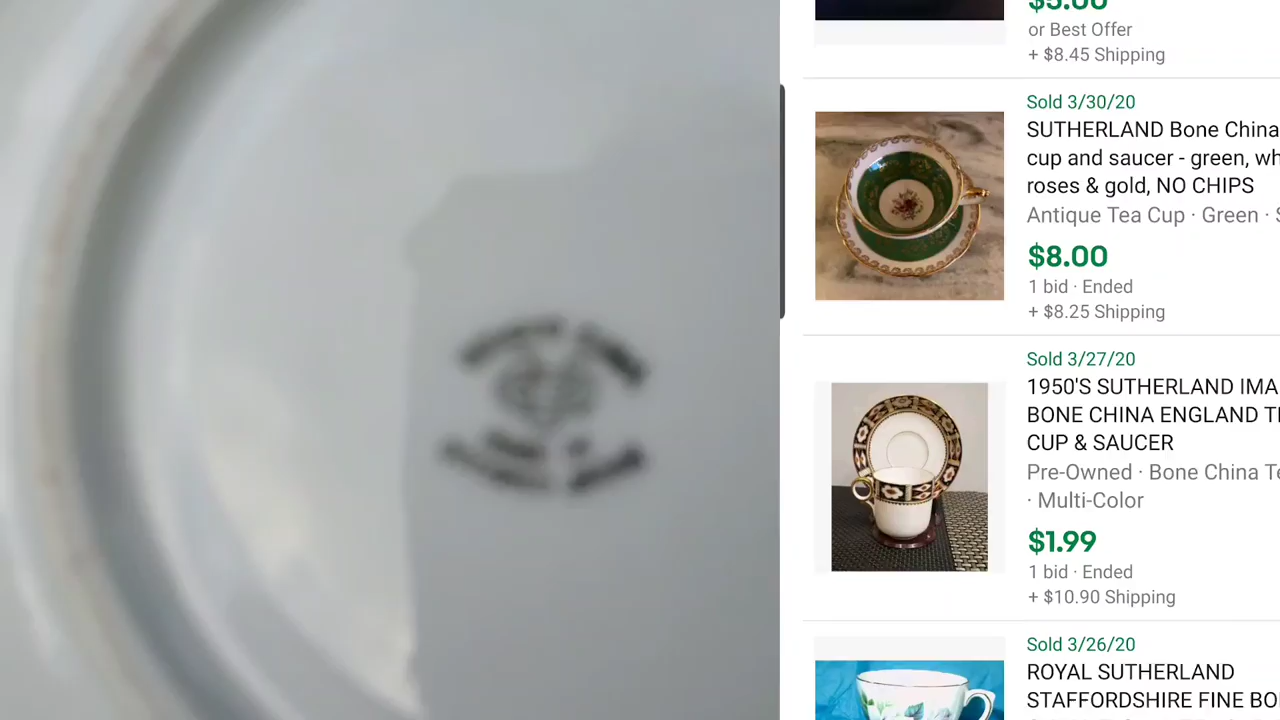 $5.00
or Best Offer
+ $8.45 Shipping
Sold 3/30/20
SUTHERLAND Bone China
cup and saucer - green, wh
roses & gold, NO CHIPS
Antique Tea Cup · Green · S
$8.00
1 bid · Ended
+ $8.25 Shipping
Sold 3/27/20
1950'S SUTHERLAND IMA
BONE CHINA ENGLAND TE
CUP & SAUCER
Pre-Owned · Bone China Te
· Multi-Color
$1.99
1 bid · Ended
+ $10.90 Shipping
Sold 3/26/20
ROYAL SUTHERLAND
STAFFORDSHIRE FINE BO